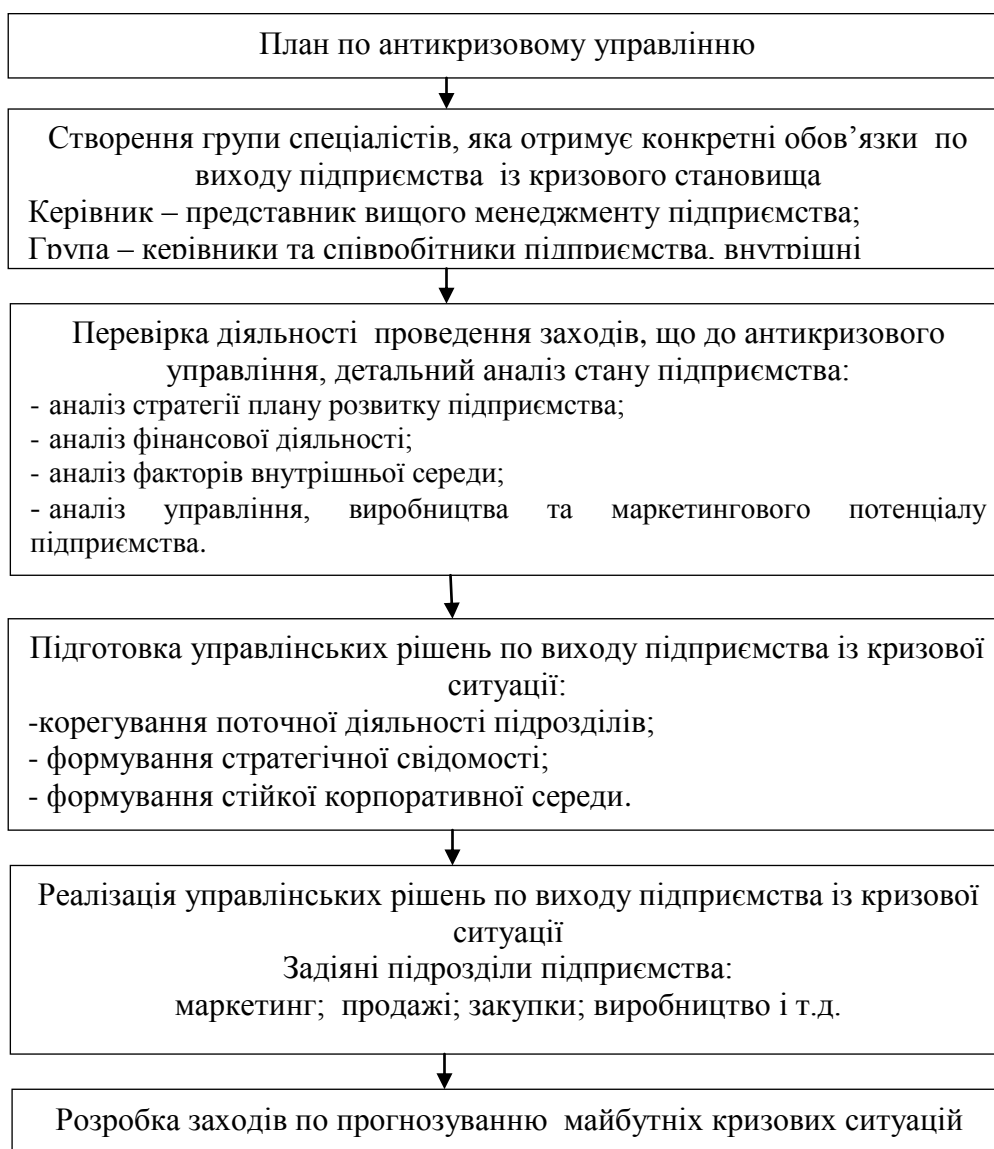 План по антикризовому управлінню
Створення групи спеціалістів, яка отримує конкретні обов’язки по
виходу підприємства із кризового становища
Керівник – представник вищого менеджменту підприємства;
Група – керівники та співробітники підприємства, внутрішні
Перевірка діяльності проведення заходів, що до антикризового
управління, детальний аналіз стану підприємства:
- аналіз стратегії плану розвитку підприємства;
- аналіз фінансової діяльності;
- аналіз факторів внутрішньої середи;
- аналіз управління, виробництва та маркетингового потенціалу
підприємства.
Підготовка управлінських рішень по виходу підприємства із кризової
ситуації:
-корегування поточної діяльності підрозділів;
- формування стратегічної свідомості;
- формування стійкої корпоративної середи.
Реалізація управлінських рішень по виходу підприємства із кризової
ситуації
Задіяні підрозділи підприємства:
маркетинг; продажі; закупки; виробництво і т.д.
Розробка заходів по прогнозуванню майбутніх кризових ситуацій